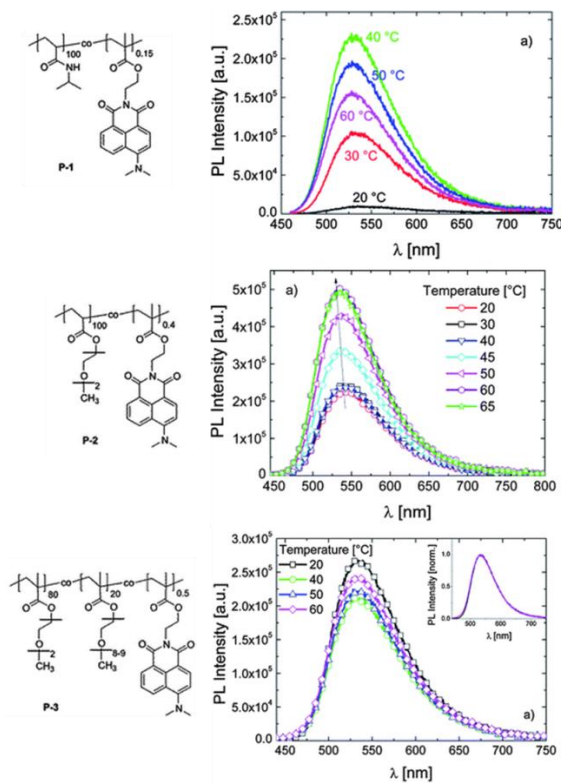 co
100
0.15
O NH
O O
O N O
N
P-1
PL Intensity [a.u.]
2.5x10⁵
2.0x10⁵
1.5x10⁵
1.0x10⁵
5.0x10⁴
0.0
a)
40 °C
50 °C
60 °C
30 °C
20 °C
450 500 550 600 650 700 750
λ [nm]
co
100
0.4
O O
O O
O 2
CH₃
O N O
N
P-2
PL Intensity [a.u.]
5x10⁵
4x10⁵
3x10⁵
2x10⁵
1x10⁵
0
a)
Temperature [°C]
20
30
40
45
50
60
65
450 500 550 600 650 700 750 800
λ [nm]
co co
80
20
0.5
O O
O O
O O
O 2
CH₃
O 8-9
CH₃
O N O
N
P-3
PL Intensity [a.u.]
3.0x10⁵
2.5x10⁵
2.0x10⁵
1.5x10⁵
1.0x10⁵
5.0x10⁴
0.0
Temperature [°C]
20
40
50
60
PL Intensity [norm.]
1.0
0.5
0.0
500 600 700
λ [nm]
a)
450 500 550 600 650 700 750
λ [nm]